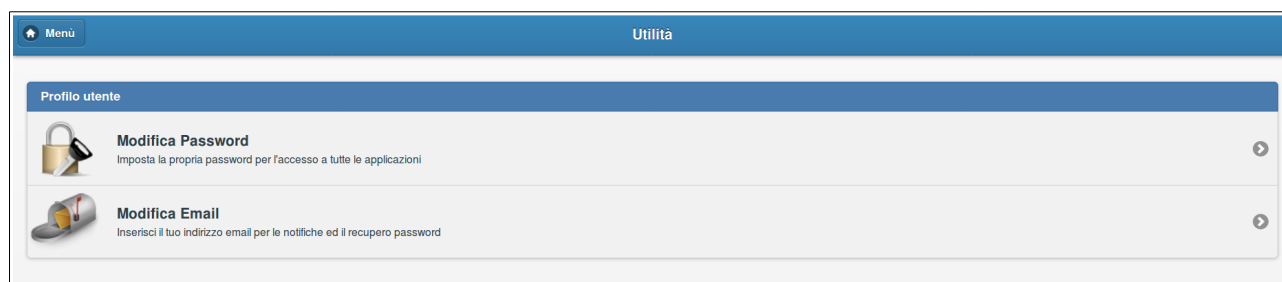 Menù
Utilità
Profilo utente
Modifica Password
Imposta la propria password per l'accesso a tutte le applicazioni
Modifica Email
Inserisci il tuo indirizzo email per le notifiche ed il recupero password